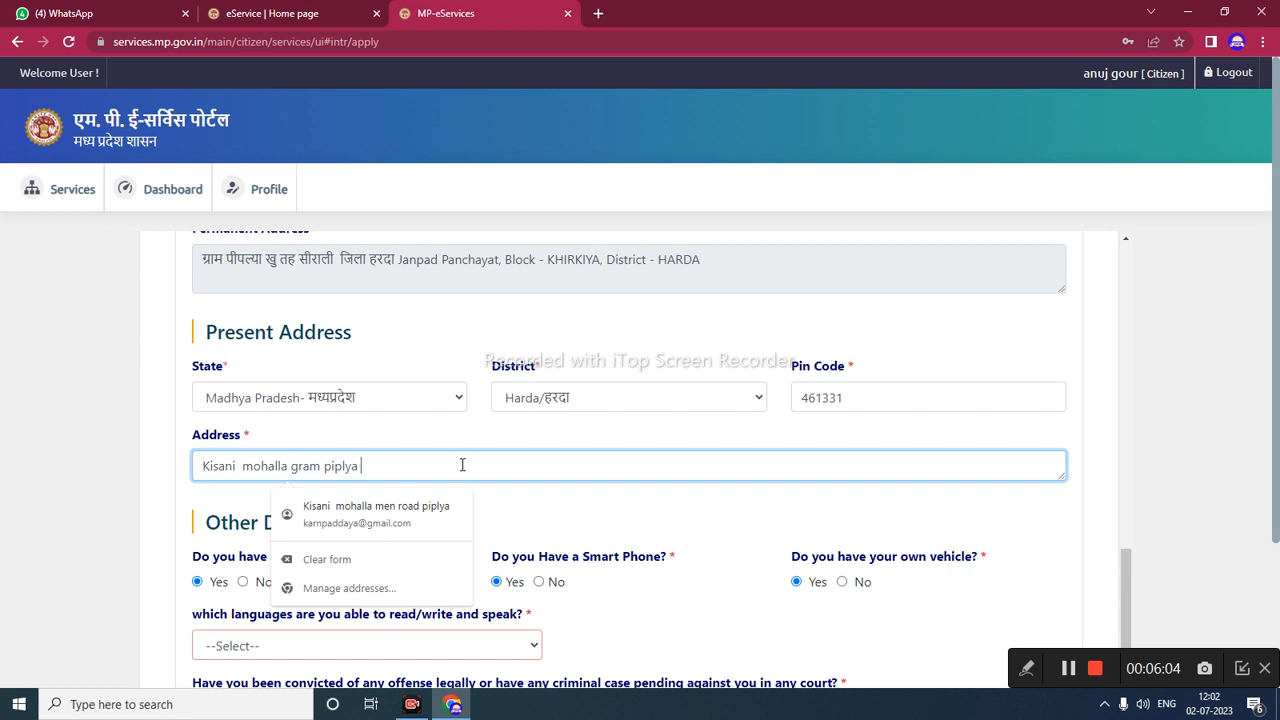 (4) WhatsApp
eService | Home page
MP-eServices
services.mp.gov.in/main/citizen/services/ui#intr/apply
Welcome User !
anuj gour [ Citizen ]
Logout
एम. पी. ई-सर्विस पोर्टल
मध्य प्रदेश शासन
Services
Dashboard
Profile
Permanent Address
ग्राम पीपल्या खु तह सीराली जिला हरदा Janpad Panchayat, Block - KHIRKIYA, District - HARDA
Present Address
Recorded with iTop Screen Recorder
State*
District*
Pin Code *
Madhya Pradesh- मध्यप्रदेश
Harda/हरदा
461331
Address *
Kisani mohalla gram piplya
Kisani mohalla men road piplya
karnpaddaya@gmail.com
Clear form
Manage addresses...
Other D
Do you have
Do you Have a Smart Phone? *
Do you have your own vehicle? *
Yes No
Yes No
Yes No
which languages are you able to read/write and speak? *
--Select--
Have you been convicted of any offense legally or have any criminal case pending against you in any court? *
00:06:04
Type here to search
ENG
12:02
02-07-2023
6